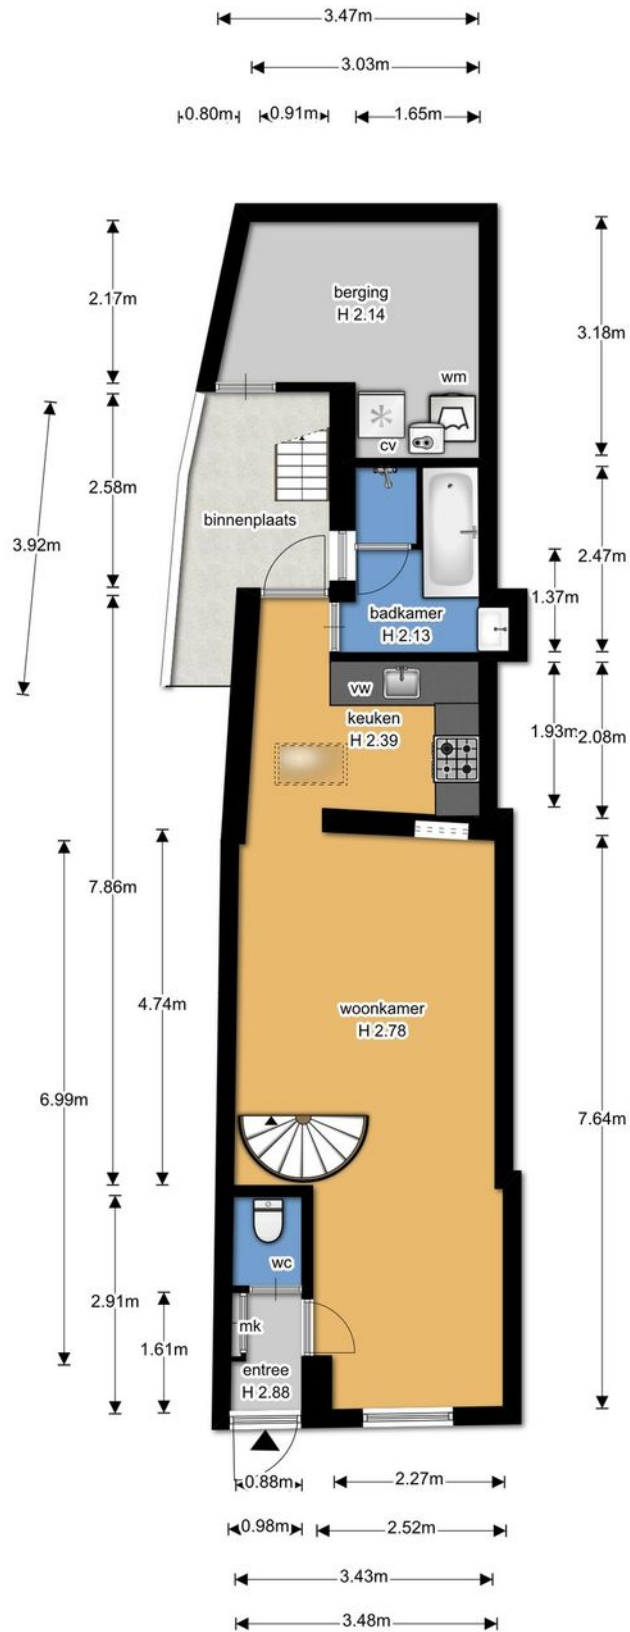 3.47m
3.03m
0.80m
0.91m
1.65m
berging
H 2.14
2.17m
3.18m
wm
cv
2.58m
binnenplaats
3.92m
2.47m
1.37m
badkamer
H 2.13
vw
keuken
H 2.39
1.93m
2.08m
7.86m
4.74m
woonkamer
H 2.78
6.99m
7.64m
wc
2.91m
mk
1.61m
entree
H 2.88
0.88m
2.27m
0.98m
2.52m
3.43m
3.48m